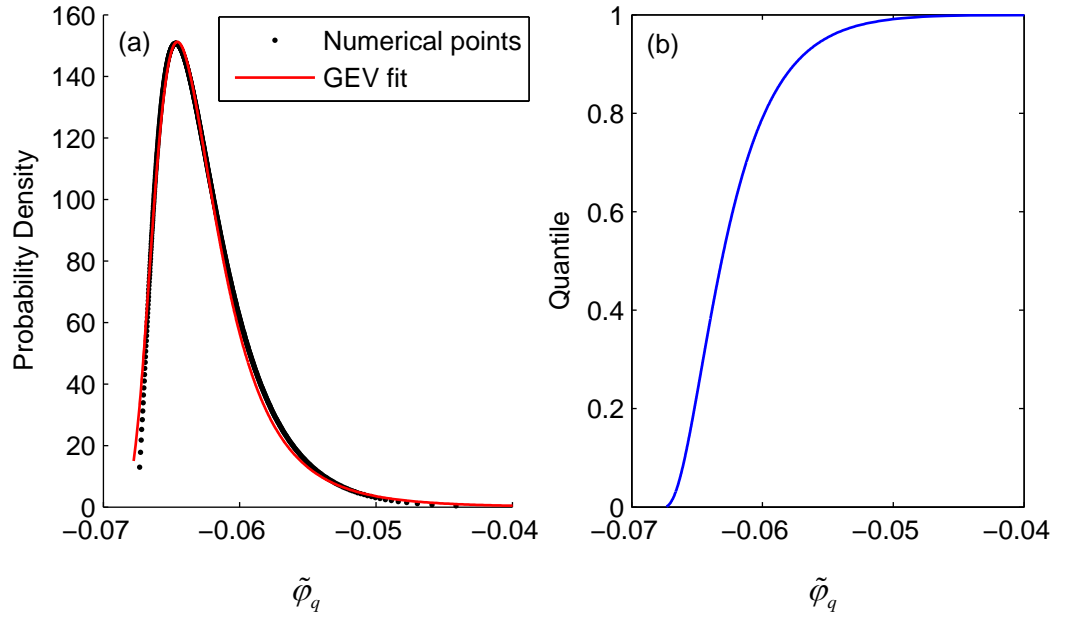 (a)
Numerical points
GEV fit
Probability Density
160
140
120
100
80
60
40
20
0
−0.07 −0.06 −0.05 −0.04
φ̃q
(b)
Quantile
1
0.8
0.6
0.4
0.2
0
−0.07 −0.06 −0.05 −0.04
φ̃q